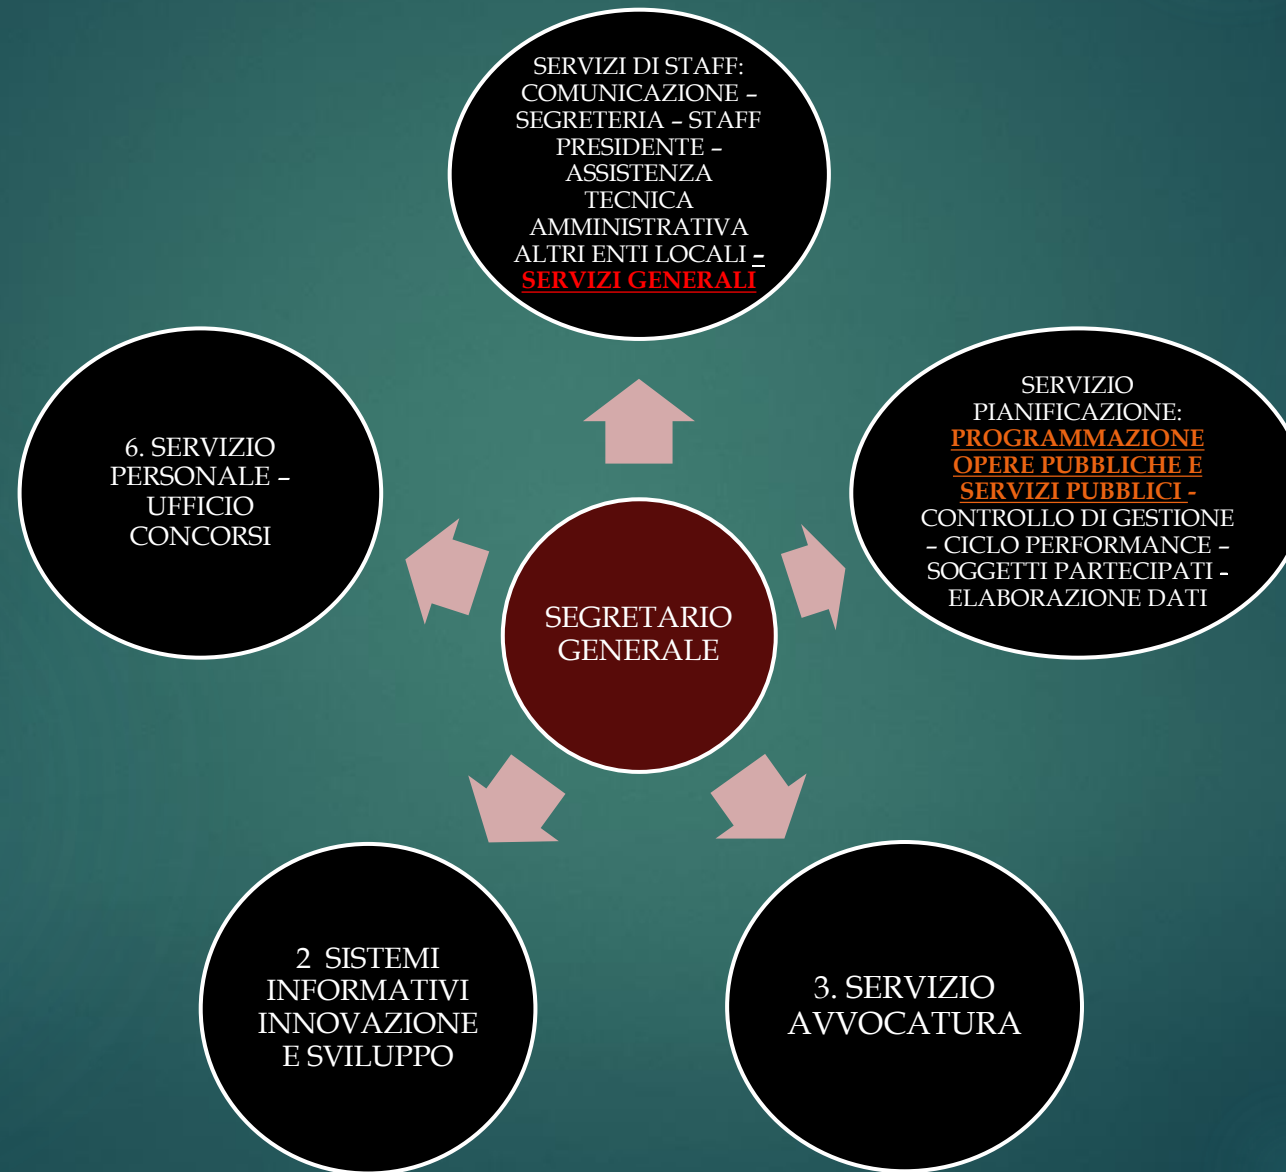 SERVIZI DI STAFF:
COMUNICAZIONE –
SEGRETERIA – STAFF
PRESIDENTE –
ASSISTENZA
TECNICA
AMMINISTRATIVA
ALTRI ENTI LOCALI –
SERVIZI GENERALI
SERVIZIO
PIANIFICAZIONE:
PROGRAMMAZIONE
OPERE PUBBLICHE E
SERVIZI PUBBLICI -
CONTROLLO DI GESTIONE
– CICLO PERFORMANCE –
SOGGETTI PARTECIPATI -
ELABORAZIONE DATI
6. SERVIZIO
PERSONALE –
UFFICIO
CONCORSI
SEGRETARIO
GENERALE
2 SISTEMI
INFORMATIVI
INNOVAZIONE
E SVILUPPO
3. SERVIZIO
AVVOCATURA